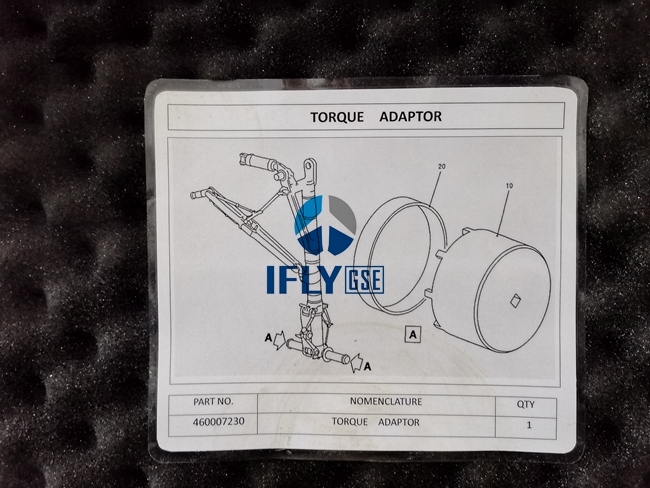 TORQUE ADAPTOR
20
10
IFLY GSE
A
A
A
PART NO. NOMENCLATURE QTY
460007230 TORQUE ADAPTOR 1